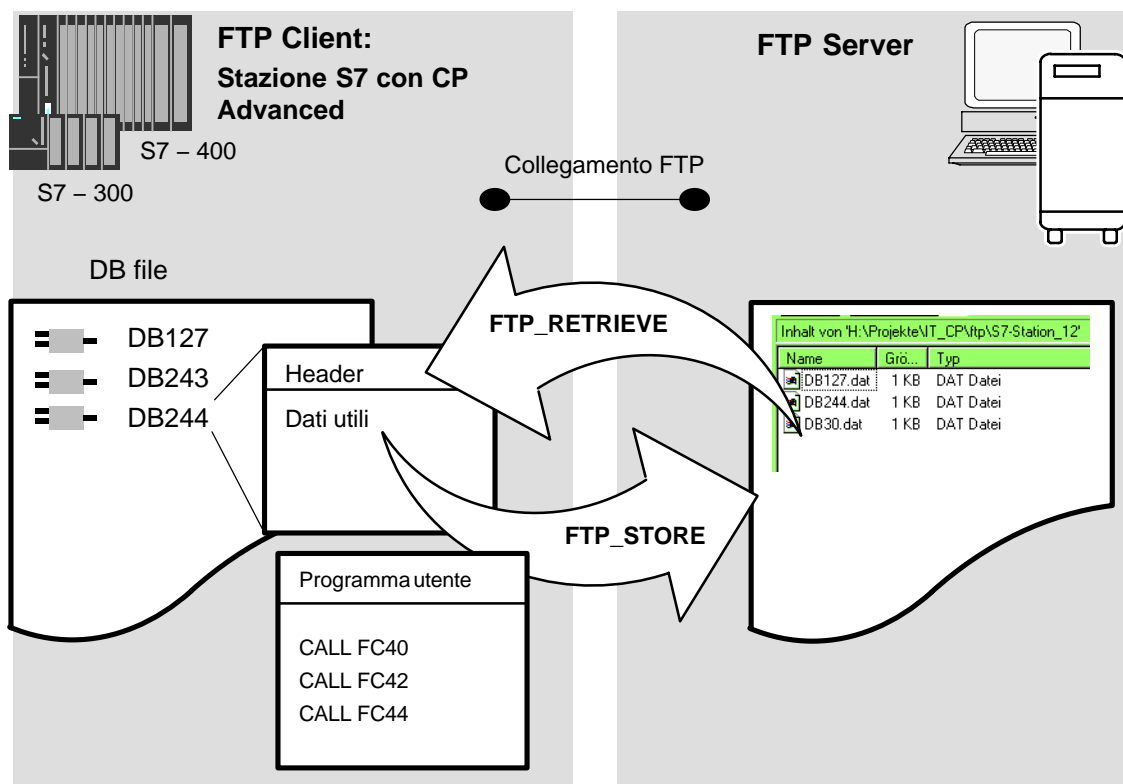 FTP Client:
Stazione S7 con CP
Advanced
S7 – 400
S7 – 300
FTP Server
Collegamento FTP
DB file
DB127
DB243
DB244
Header
Dati utili
FTP_RETRIEVE
FTP_STORE
Programma utente
CALL FC40
CALL FC42
CALL FC44
Inhalt von 'H:\Projekte\IT_CP\ftp\S7-Station_12'
Name Grö... Typ
DB127.dat 1 KB DAT Datei
DB244.dat 1 KB DAT Datei
DB30.dat 1 KB DAT Datei